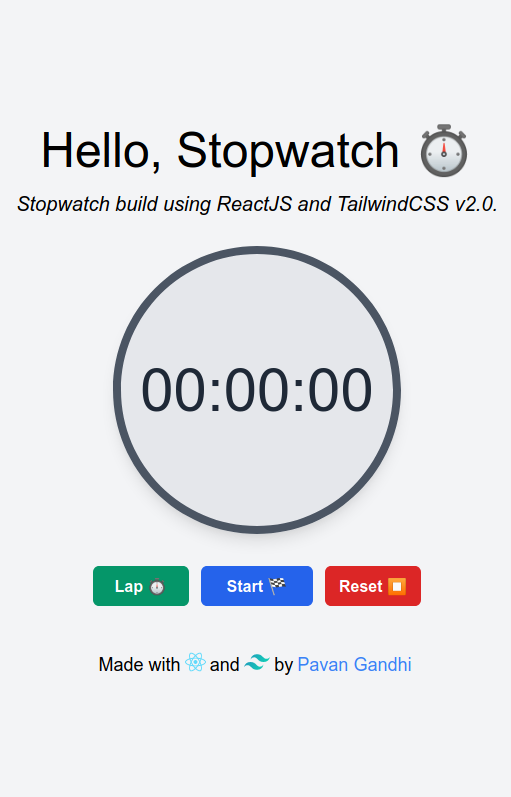 Hello, Stopwatch ⏱️
Stopwatch build using ReactJS and TailwindCSS v2.0.
00:00:00
Lap ⏱️ Start 🏁 Reset ⏹️
Made with and by Pavan Gandhi